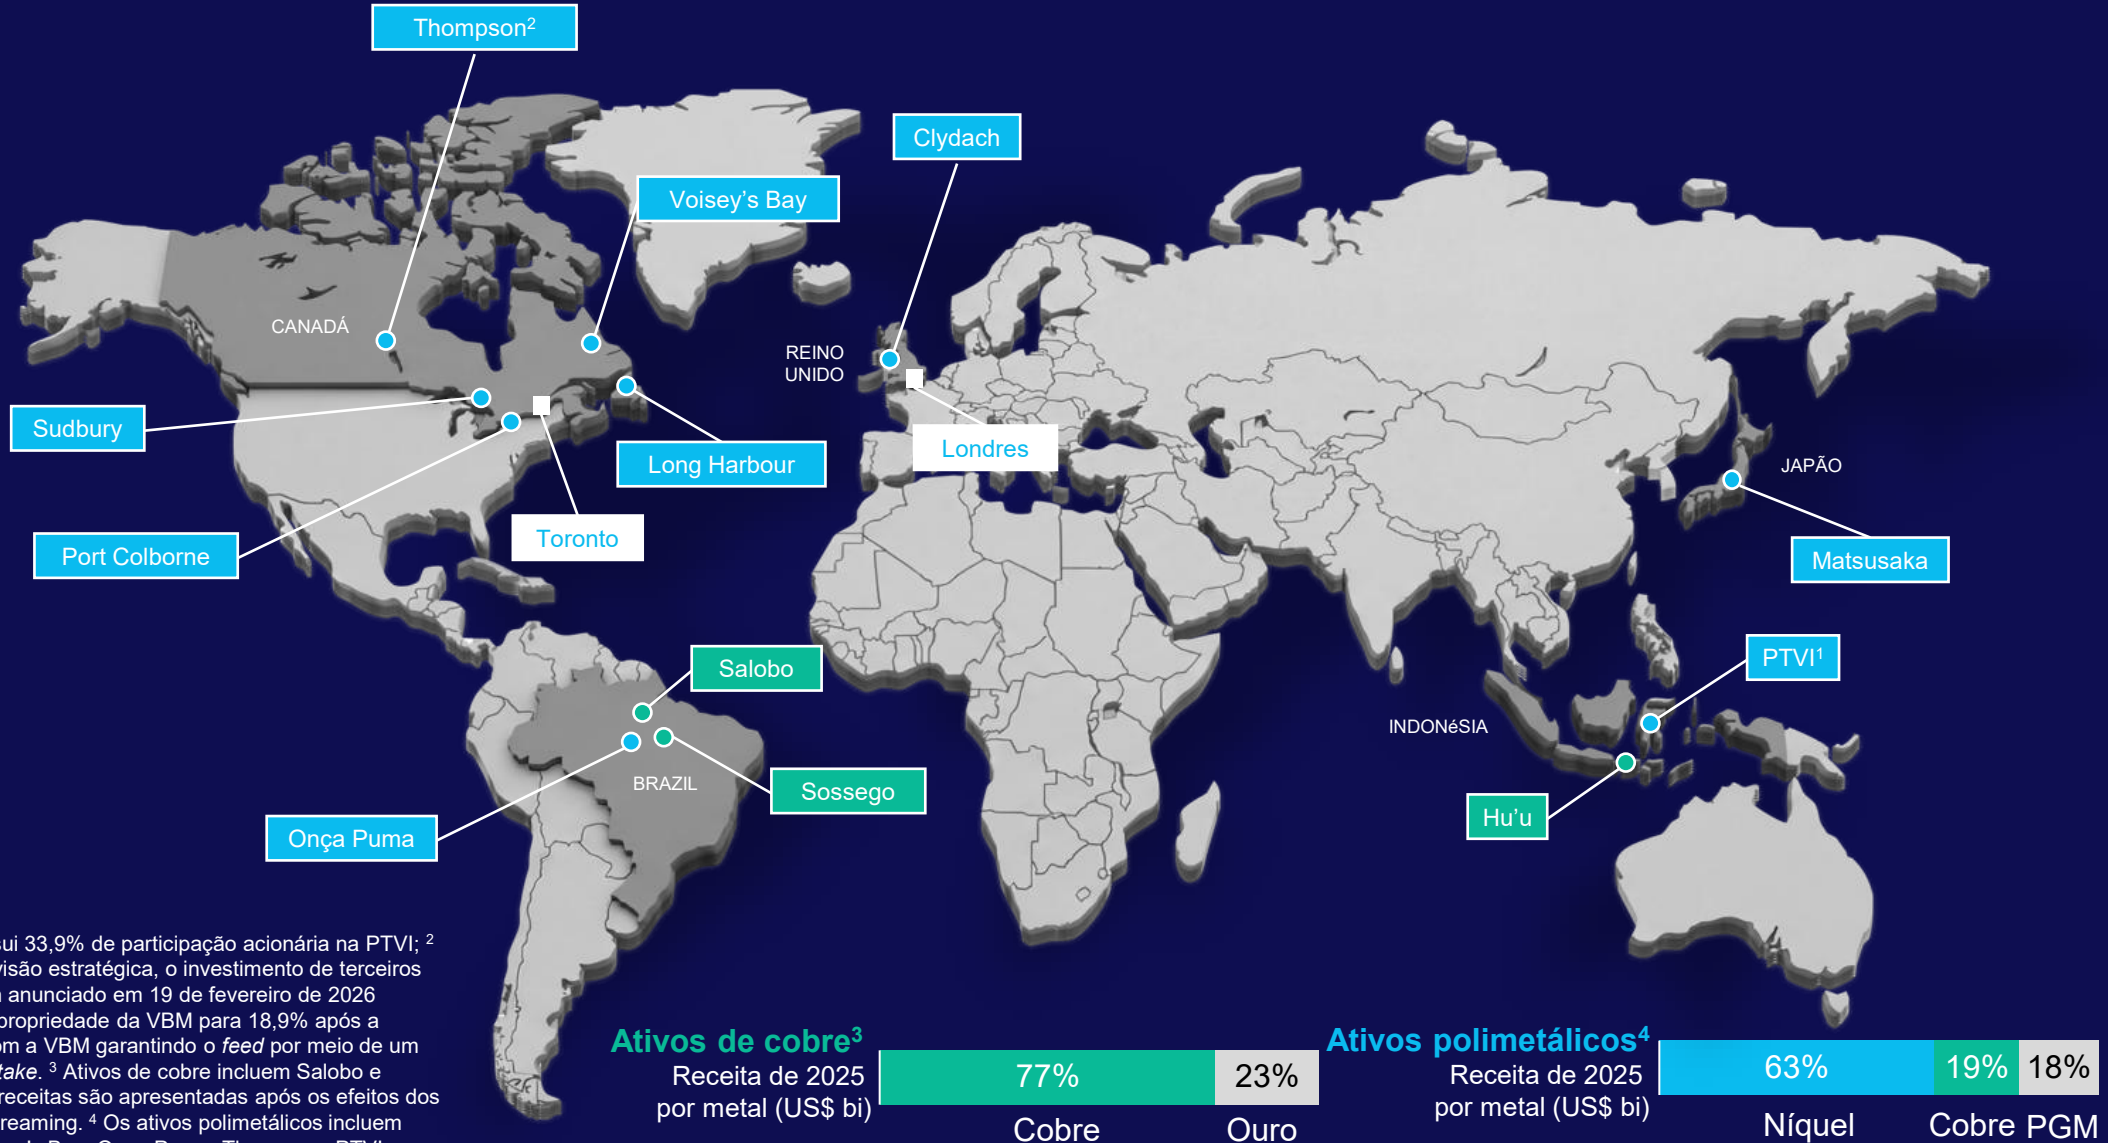 Thompson²
Clydach
Voisey's Bay
CANADÁ
REINO
UNIDO
Sudbury
Londres
Long Harbour
JAPÃO
Toronto
Port Colborne
Matsusaka
PTVI¹
Salobo
INDONéSIA
BRAZIL
Sossego
Hu'u
Onça Puma
sui 33,9% de participação acionária na PTVI; ²
visão estratégica, o investimento de terceiros
anunciado em 19 de fevereiro de 2026
propriedade da VBM para 18,9% após a
om a VBM garantindo o feed por meio de um
take. ³ Ativos de cobre incluem Salobo e
receitas são apresentadas após os efeitos dos
treaming. ⁴ Os ativos polimetálicos incluem
Ativos de cobre³
Receita de 2025
por metal (US$ bi)
77%
23%
Cobre
Ouro
Ativos polimetálicos⁴
Receita de 2025
por metal (US$ bi)
63%
19%
18%
Níquel
Cobre
PGM